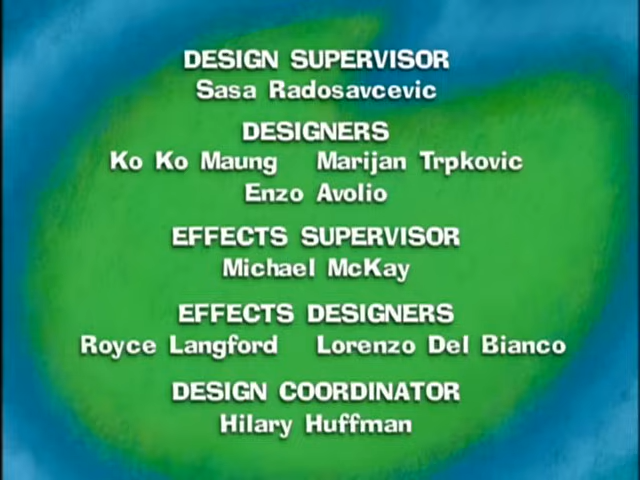 DESIGN SUPERVISOR
Sasa Radosavcevic
DESIGNERS
Ko Ko Maung Marijan Trpkovic
Enzo Avolio
EFFECTS SUPERVISOR
Michael McKay
EFFECTS DESIGNERS
Royce Langford Lorenzo Del Bianco
DESIGN COORDINATOR
Hilary Huffman